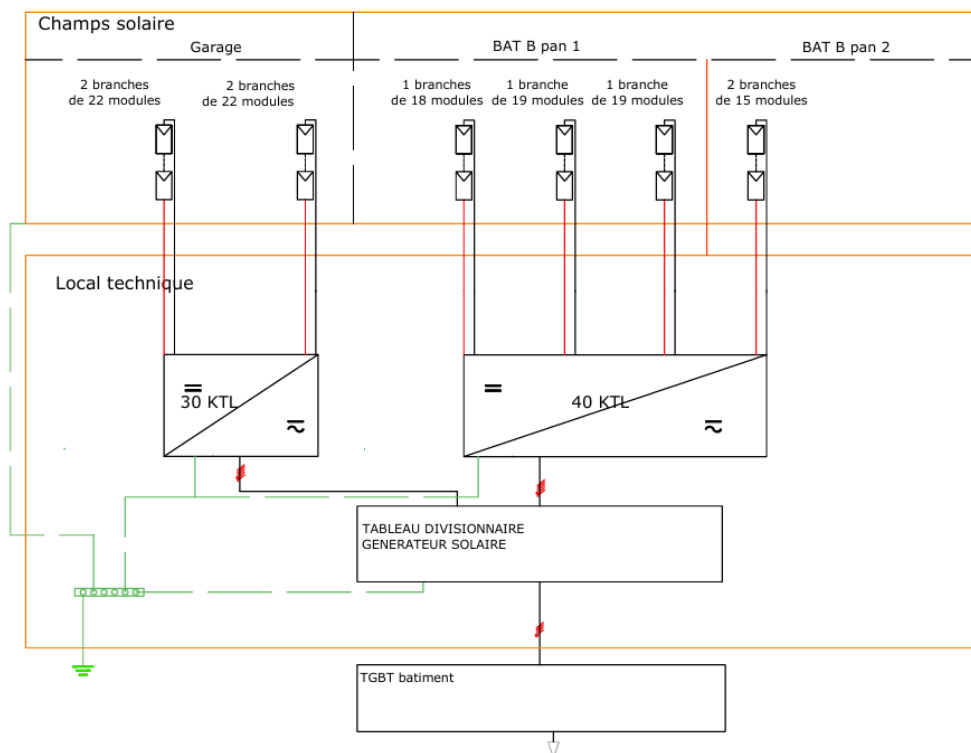 Champs solaire
Garage
BAT B pan 1
BAT B pan 2
2 branches
de 22 modules
2 branches
de 22 modules
1 branches
de 18 modules
1 branche
de 19 modules
1 branche
de 19 modules
2 branches
de 15 modules
Local technique
30 KTL
40 KTL
TABLEAU DIVISIONNAIRE
GENERATEUR SOLAIRE
TGBT batiment